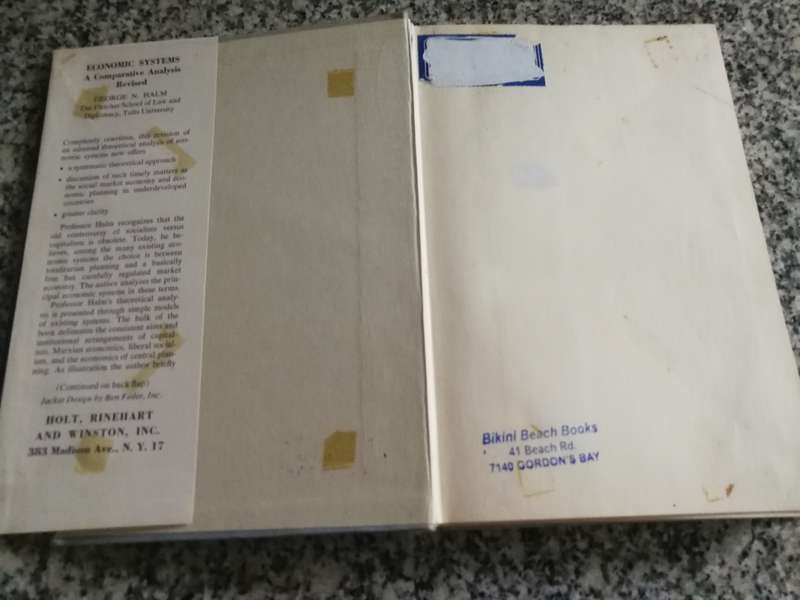 ECONOMIC SYSTEMS
A Comparative Analysis
Revised
GEORGE N. HALM
The Fletcher School of Law and
Diplomacy, Tufts University
Completely rewritten, this revision of
an esteemed theoretical analysis of eco-
nomic systems now offers
• a systematic theoretical approach
• discussion of such timely matters as
the social market economy and eco-
nomic planning in underdeveloped
countries
• greater clarity
Professor Halm recognizes that the
old controversy of socialism versus
capitalism is obsolete. Today, he be-
lieves, among the many existing eco-
nomic systems the choice is between
totalitarian planning and a basically
free but carefully regulated market
economy. The author analyzes the prin-
cipal economic systems in these terms.
Professor Halm's theoretical analy-
sis is presented through simple models
of existing systems. The bulk of the
book delineates the consistent aims and
institutional arrangements of capital-
ism, Marxian economics, liberal social-
ism, and the economics of central plan-
ning. As illustration the author briefly
(Continued on back flap)
Jacket Design by Ben Feder, Inc.
HOLT, RINEHART
AND WINSTON, INC.
383 Madison Ave., N. Y. 17
Bikini Beach Books
41 Beach Rd.
7140 GORDON'S BAY